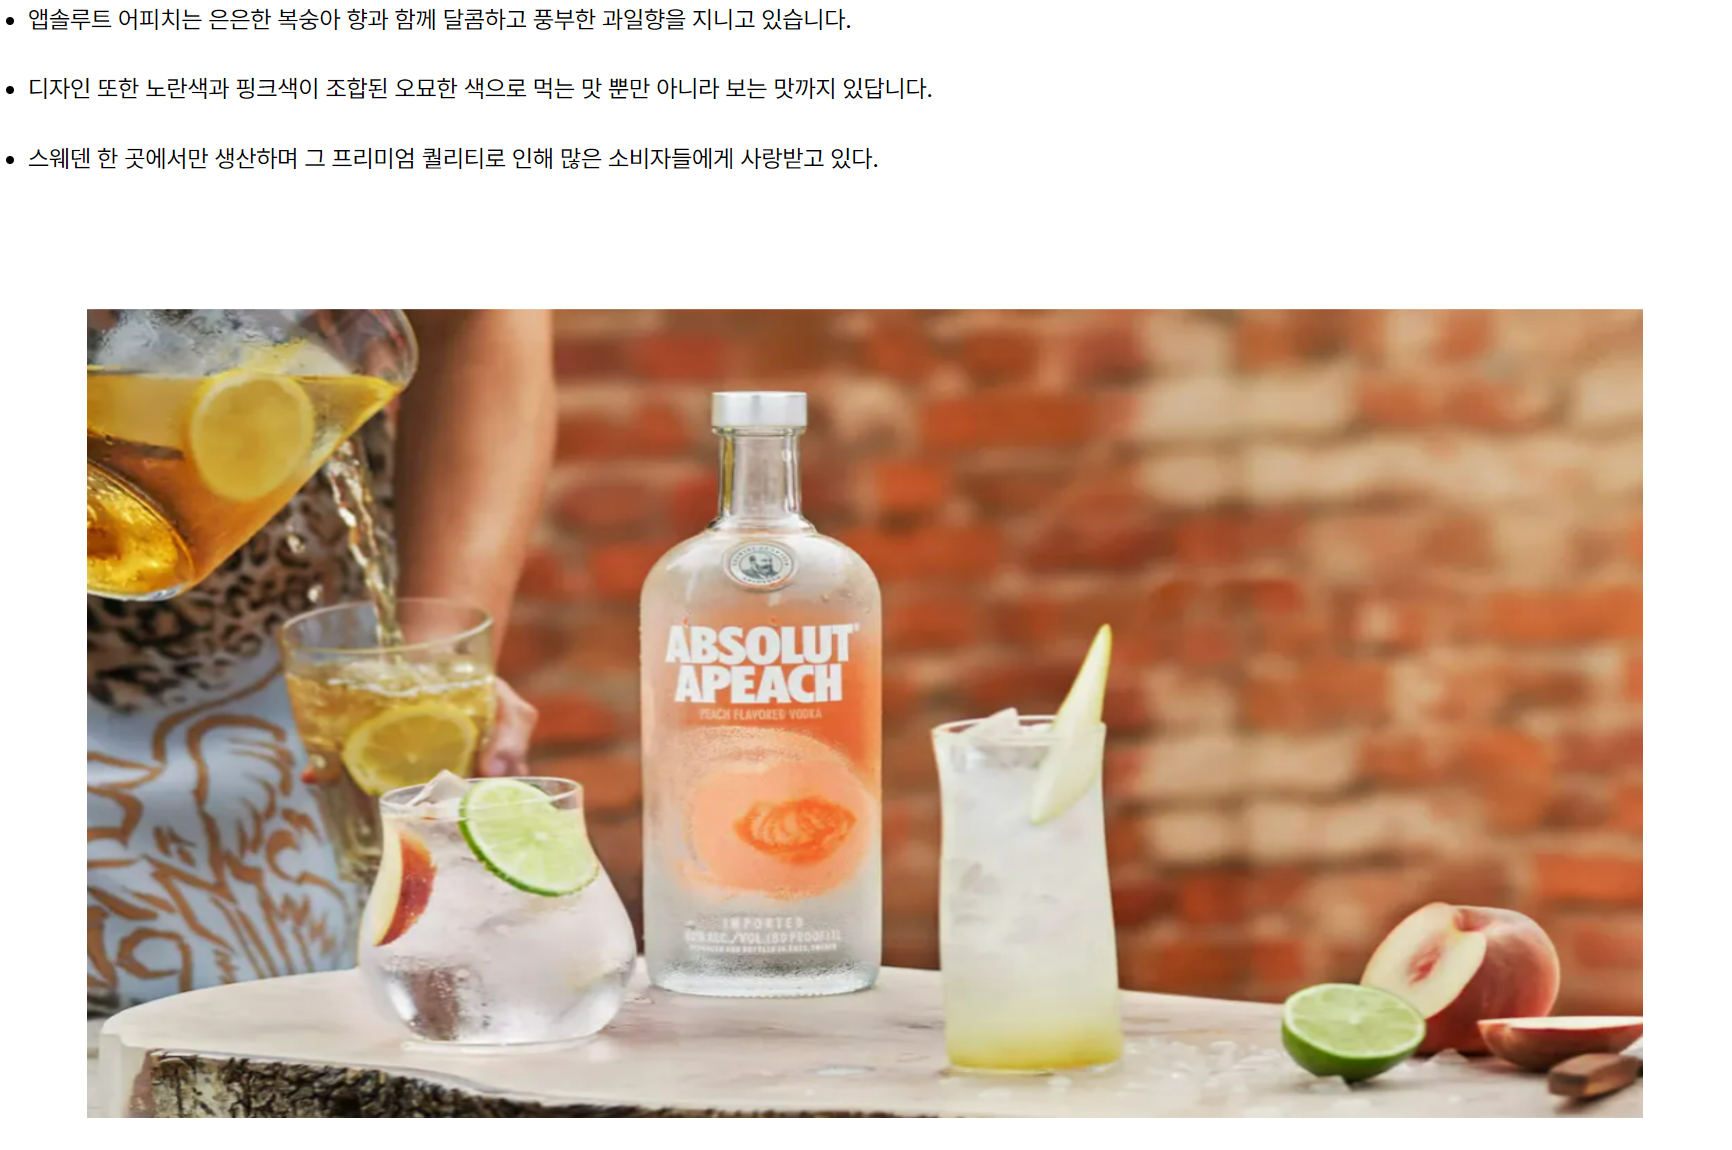 앱솔루트 어피치는 은은한 복숭아 향과 함께 달콤하고 풍부한 과일향을 지니고 있습니다.
디자인 또한 노란색과 핑크색이 조합된 오묘한 색으로 먹는 맛 뿐만 아니라 보는 맛까지 있답니다.
스웨덴 한 곳에서만 생산하며 그 프리미엄 퀄리티로 인해 많은 소비자들에게 사랑받고 있다.
ABSOLUT
APEACH
PEACH FLAVORED VODKA
IMPORTED
40% ALC./VOL.(80 PROOF) 1L